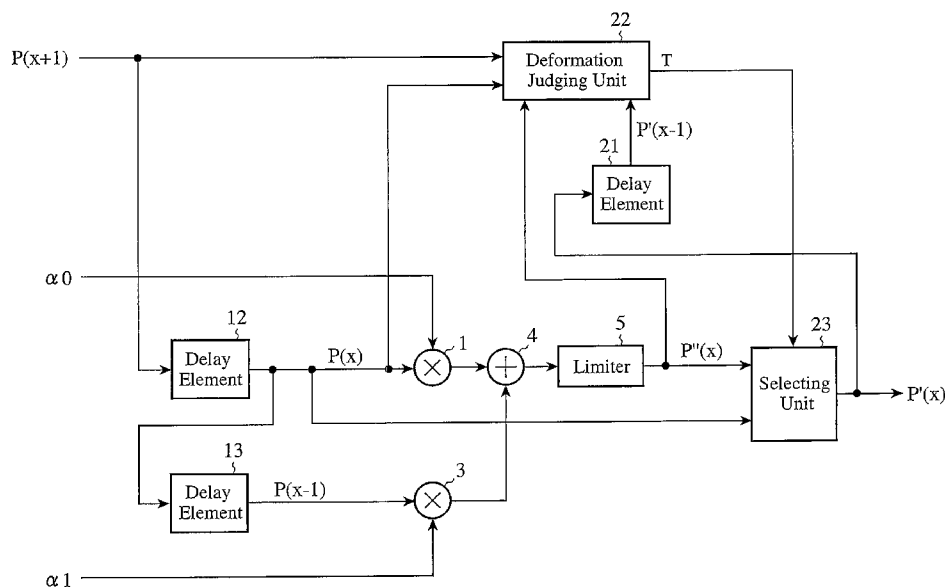 22
P(x+1)
Deformation
Judging Unit
T
P'(x-1)
21
Delay
Element
α0
12
Delay
Element
P(x)
1
4
5
Limiter
P''(x)
23
Selecting
Unit
P'(x)
13
Delay
Element
P(x-1)
3
α1